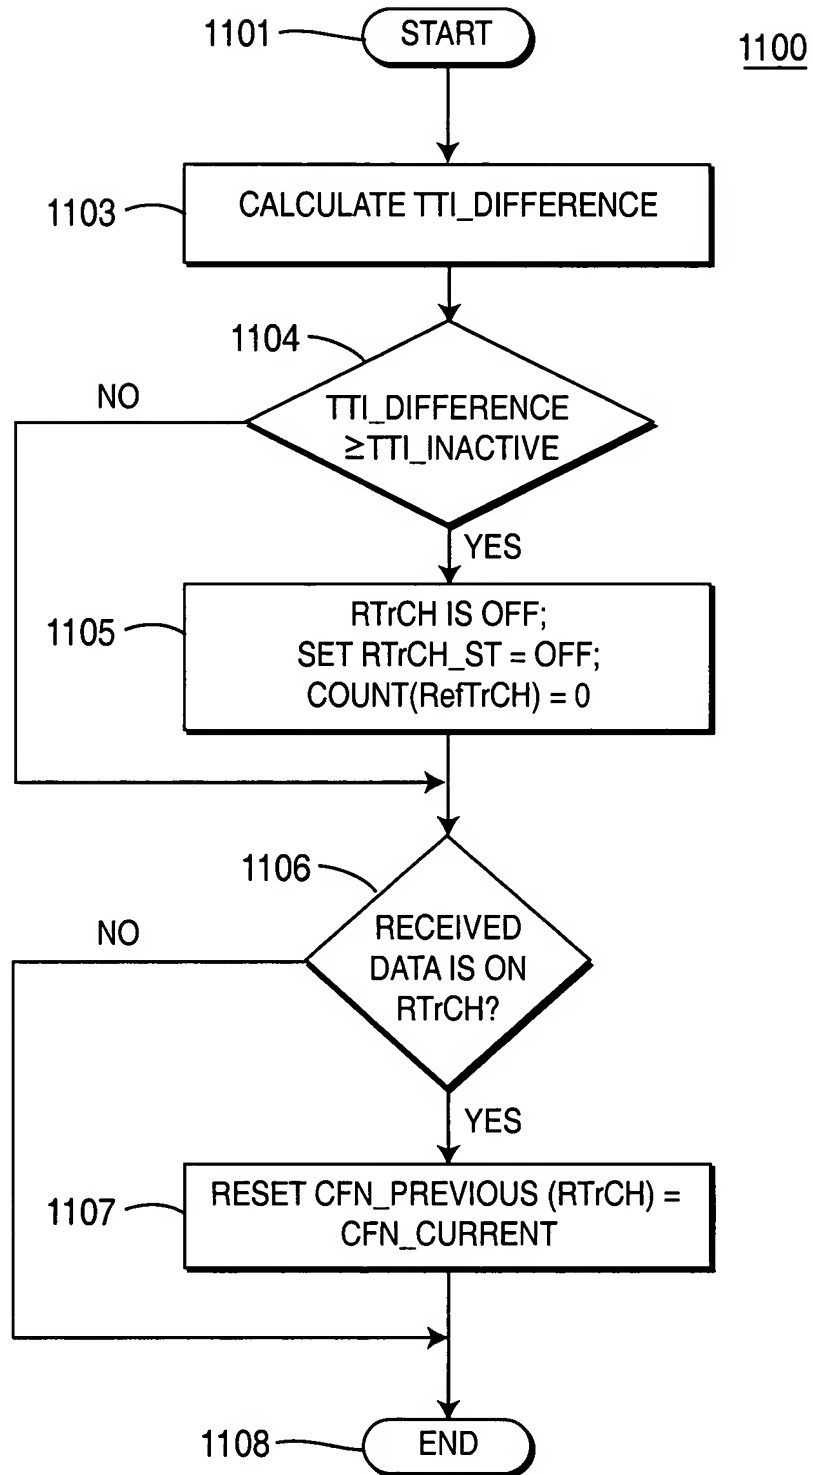 1101
START
1100
1103
CALCULATE TTI_DIFFERENCE
1104
NO
TTI_DIFFERENCE
≥TTI_INACTIVE
YES
1105
RTrCH IS OFF;
SET RTrCH_ST = OFF;
COUNT(RefTrCH) = 0
1106
NO
RECEIVED
DATA IS ON
RTrCH?
YES
1107
RESET CFN_PREVIOUS (RTrCH) =
CFN_CURRENT
1108
END